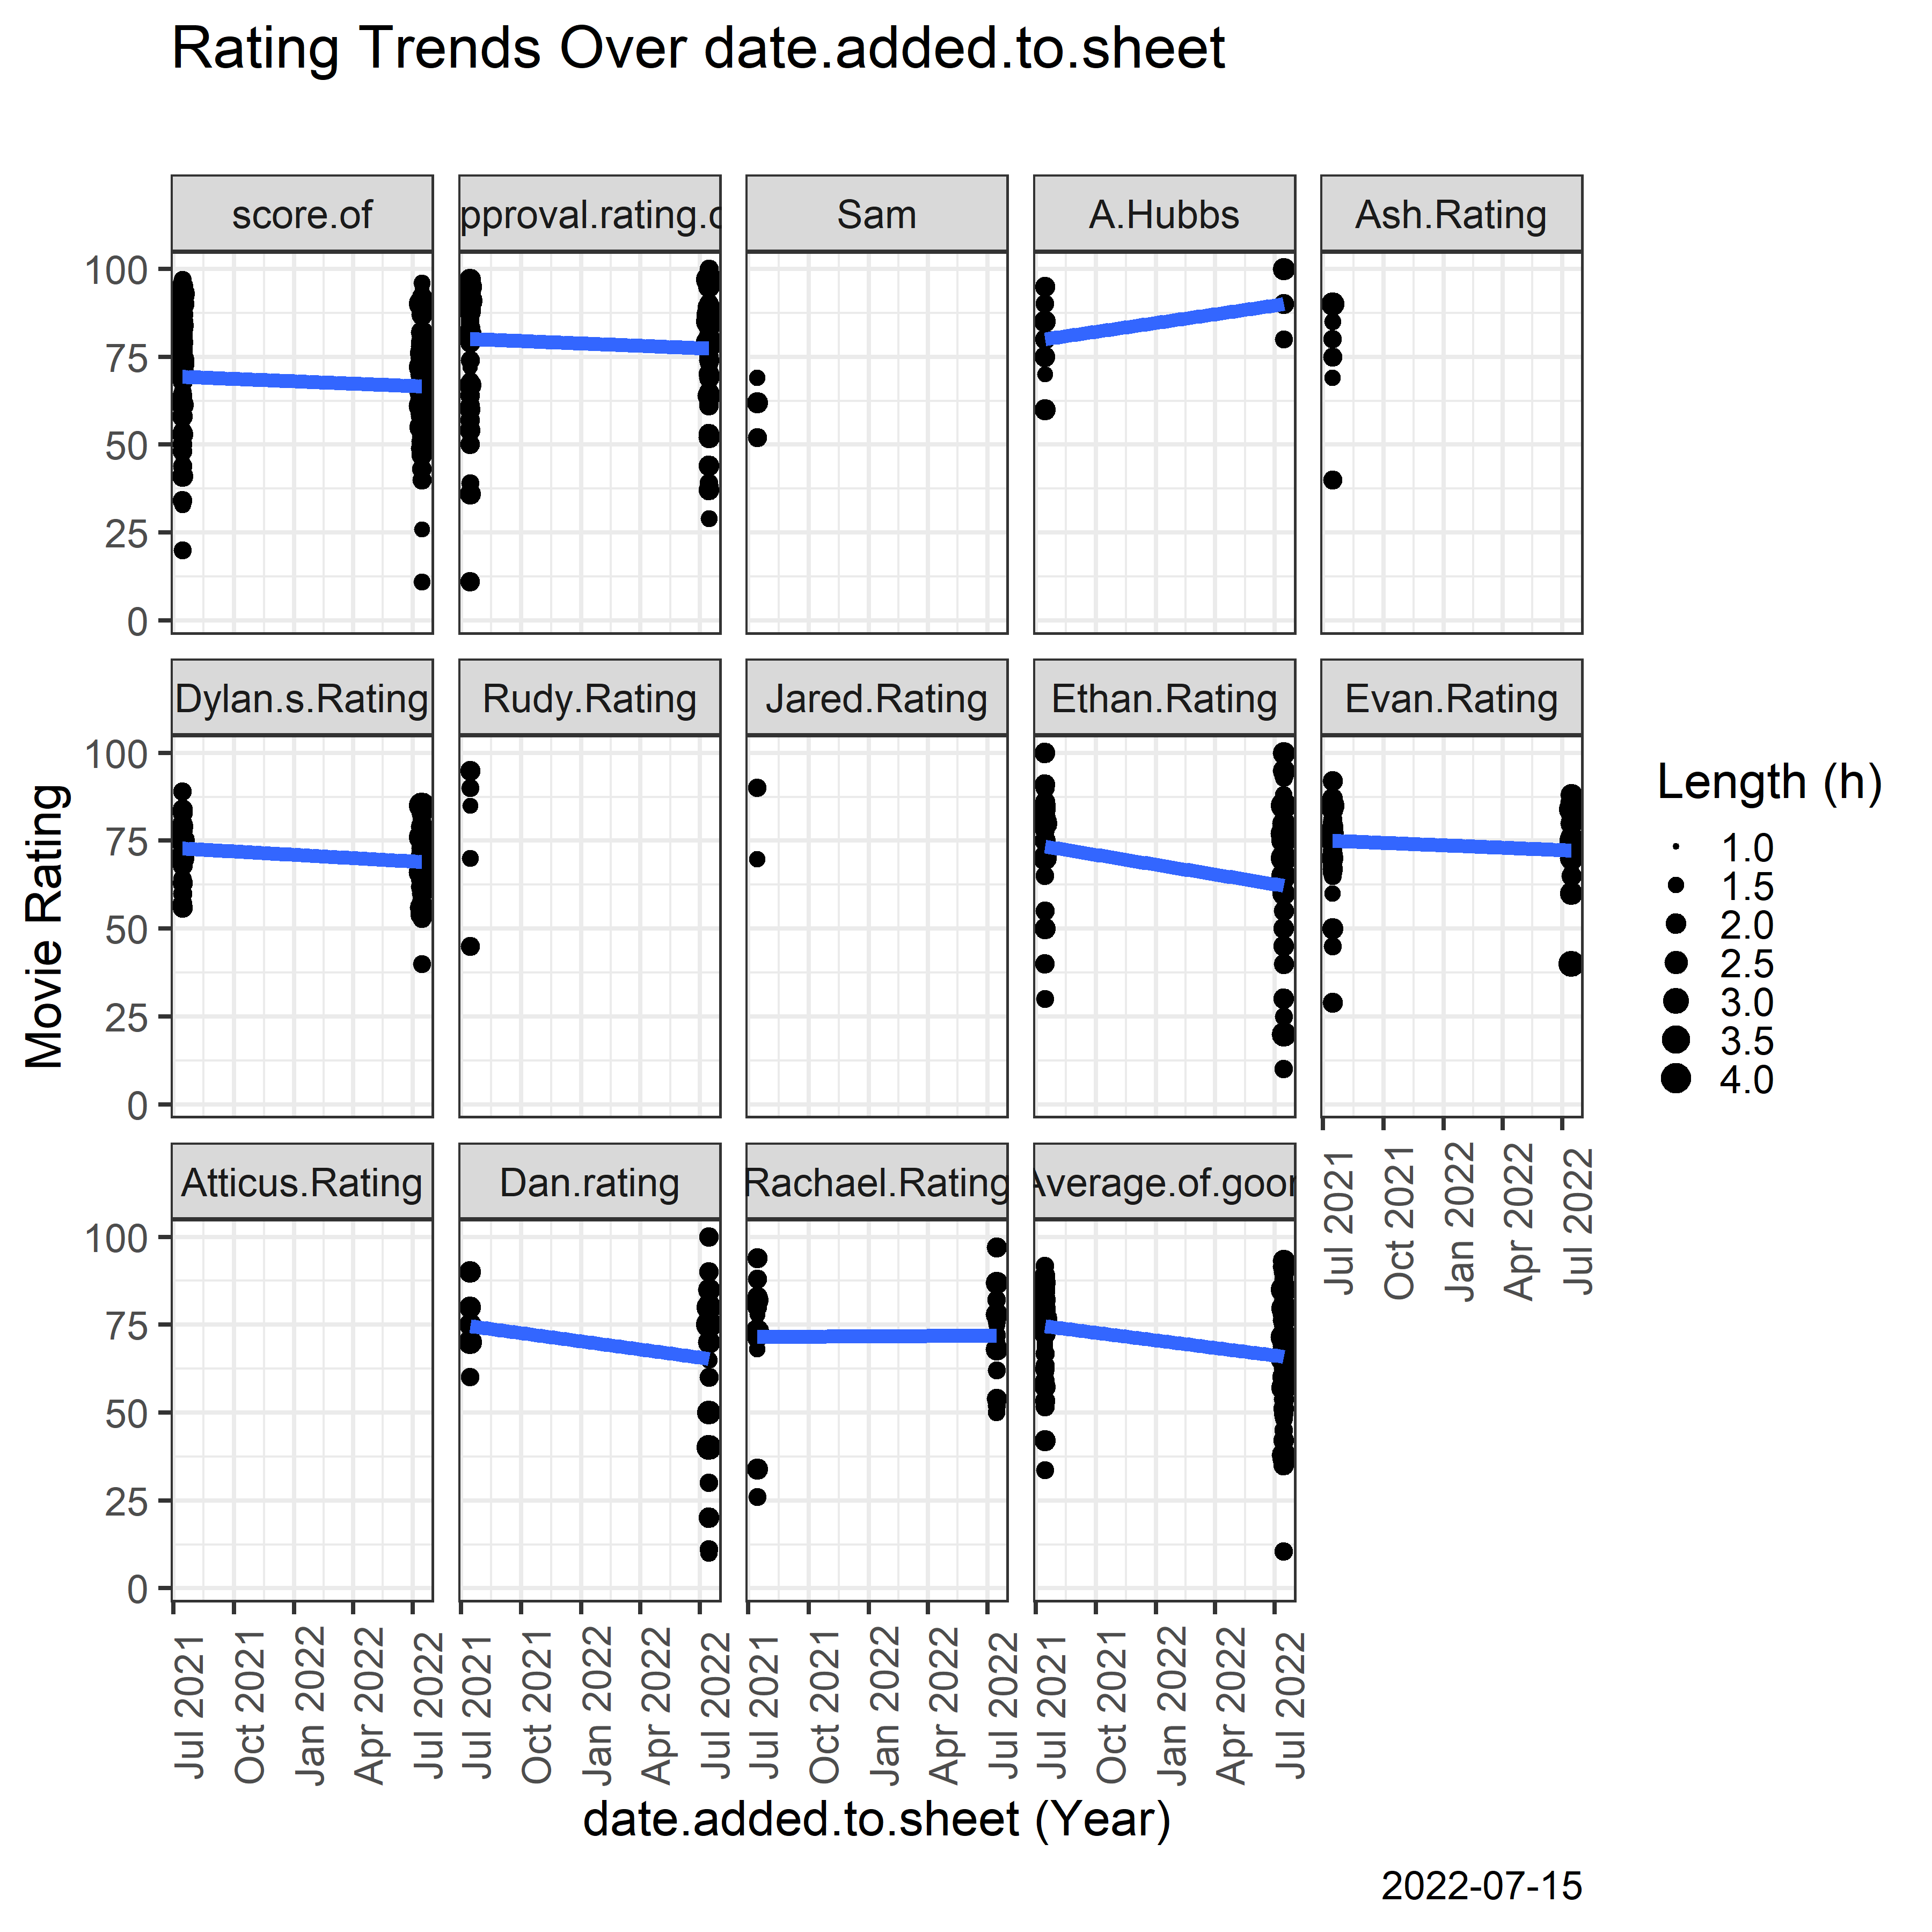 Rating Trends Over date.added.to.sheet
score.of
pproval.rating.c
Sam
A.Hubbs
Ash.Rating
100
75
50
25
0
Dylan.s.Rating
Rudy.Rating
Jared.Rating
Ethan.Rating
Evan.Rating
100
75
50
25
0
Jul 2021
Oct 2021
Jan 2022
Apr 2022
Jul 2022
Atticus.Rating
Dan.rating
Rachael.Rating
Average.of.goor
100
75
50
25
0
Jul 2021
Oct 2021
Jan 2022
Apr 2022
Jul 2022
Jul 2021
Oct 2021
Jan 2022
Apr 2022
Jul 2022
Jul 2021
Oct 2021
Jan 2022
Apr 2022
Jul 2022
Jul 2021
Oct 2021
Jan 2022
Apr 2022
Jul 2022
Movie Rating
date.added.to.sheet (Year)
Length (h)
1.0
1.5
2.0
2.5
3.0
3.5
4.0
2022-07-15